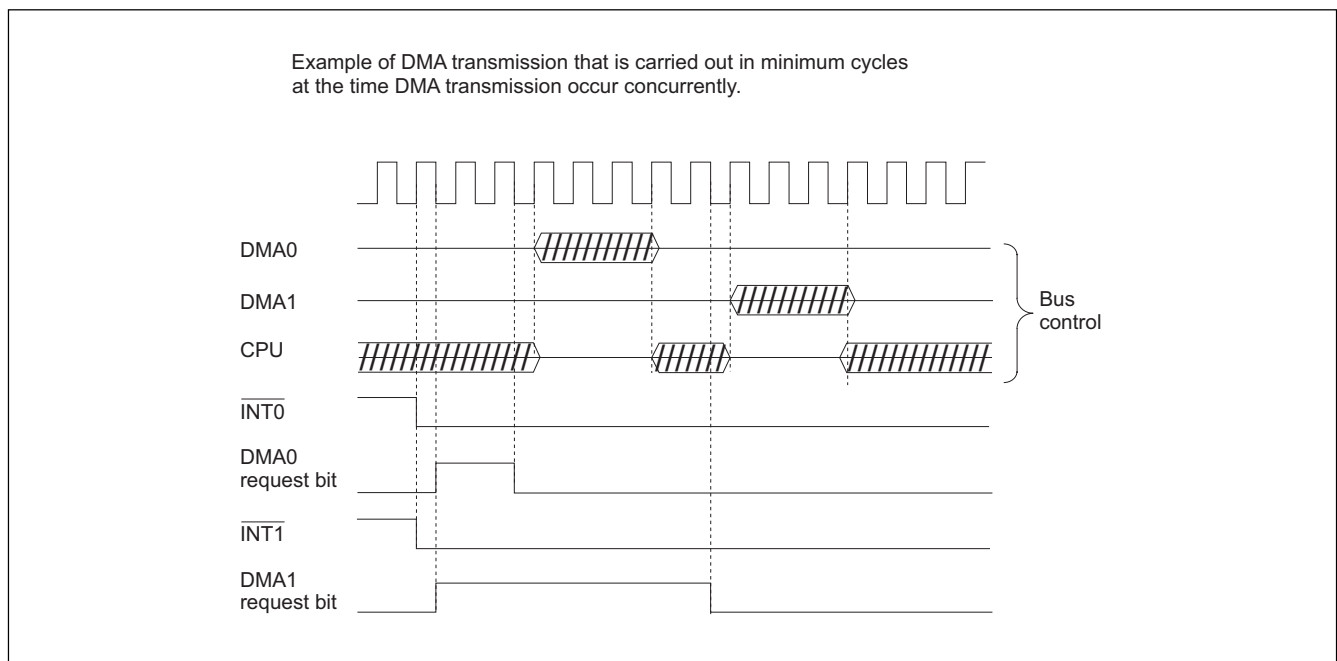 Example of DMA transmission that is carried out in minimum cycles
at the time DMA transmission occur concurrently.
DMA0
DMA1
CPU
Bus
control
INT0
DMA0
request bit
INT1
DMA1
request bit